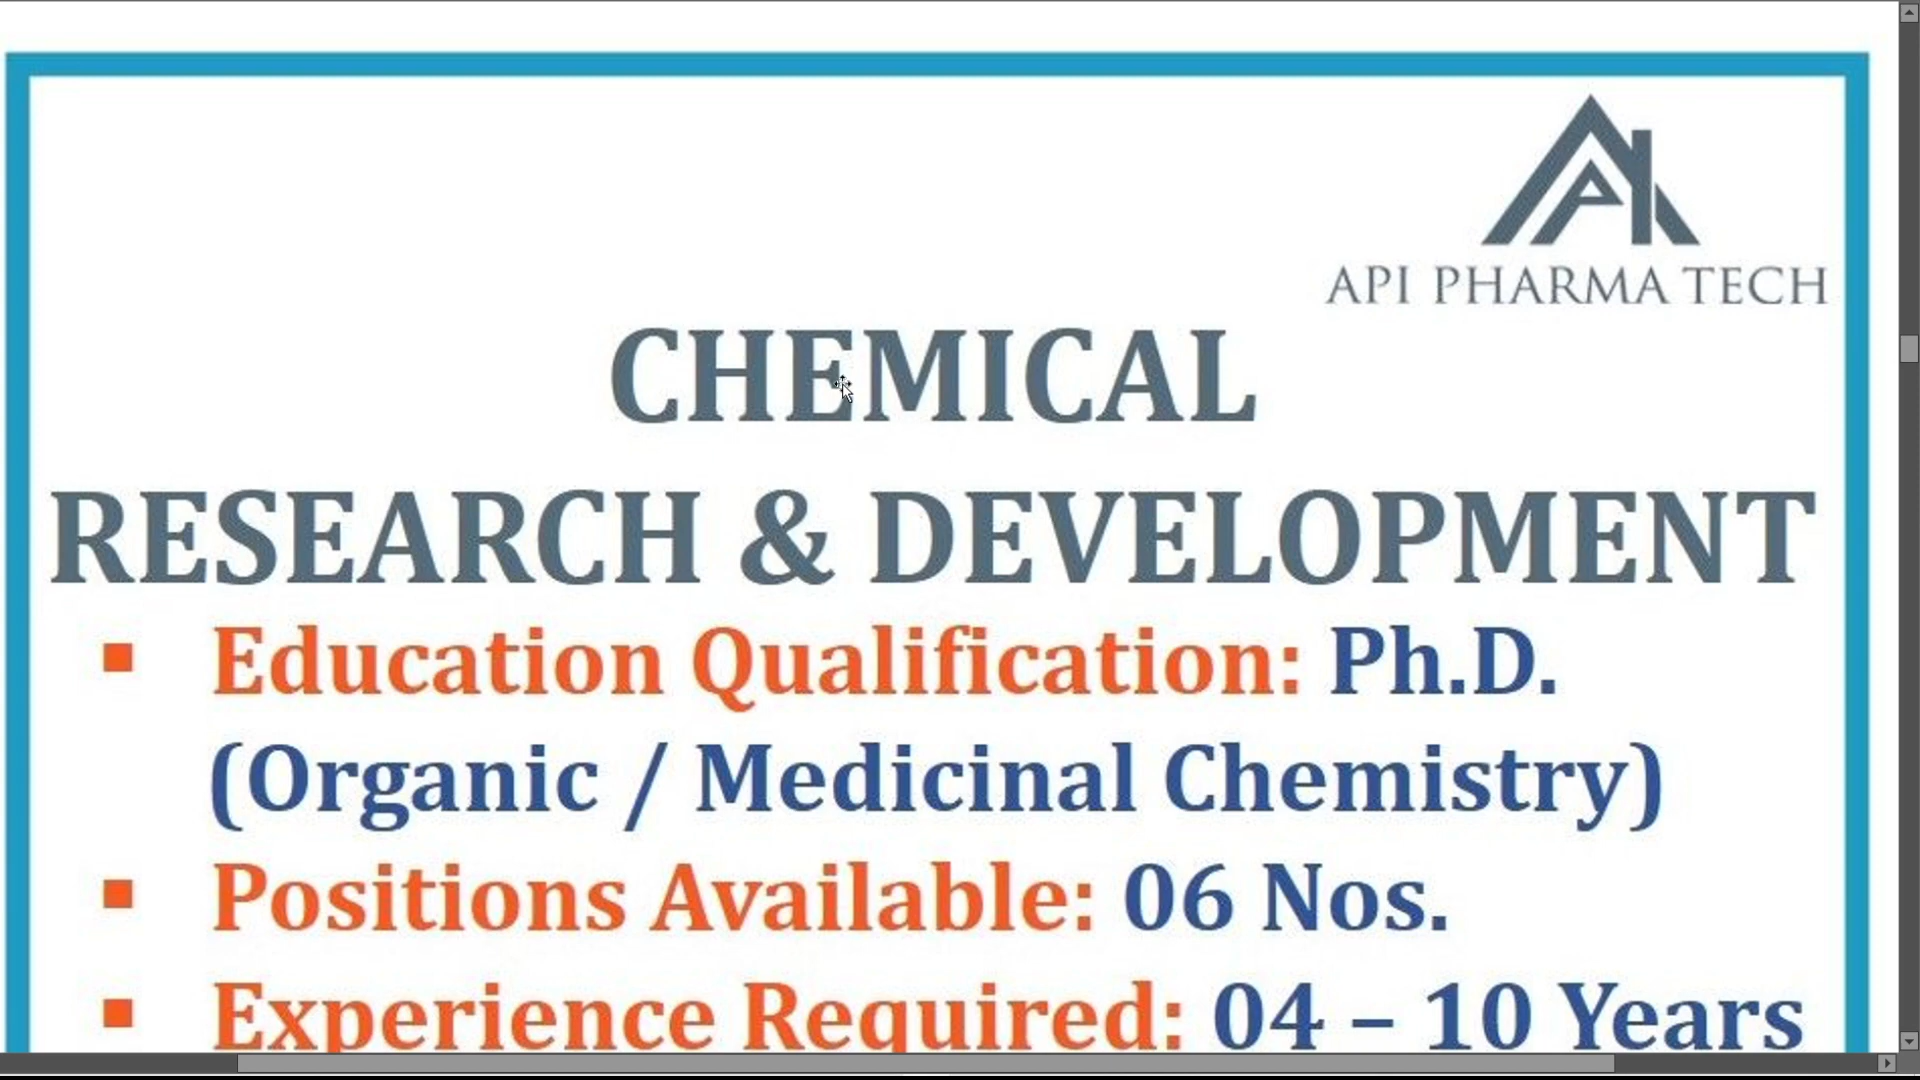 API PHARMA TECH
CHEMICAL
RESEARCH & DEVELOPMENT
▪ Education Qualification: Ph.D.
(Organic / Medicinal Chemistry)
▪ Positions Available: 06 Nos.
▪ Experience Required: 04 – 10 Years